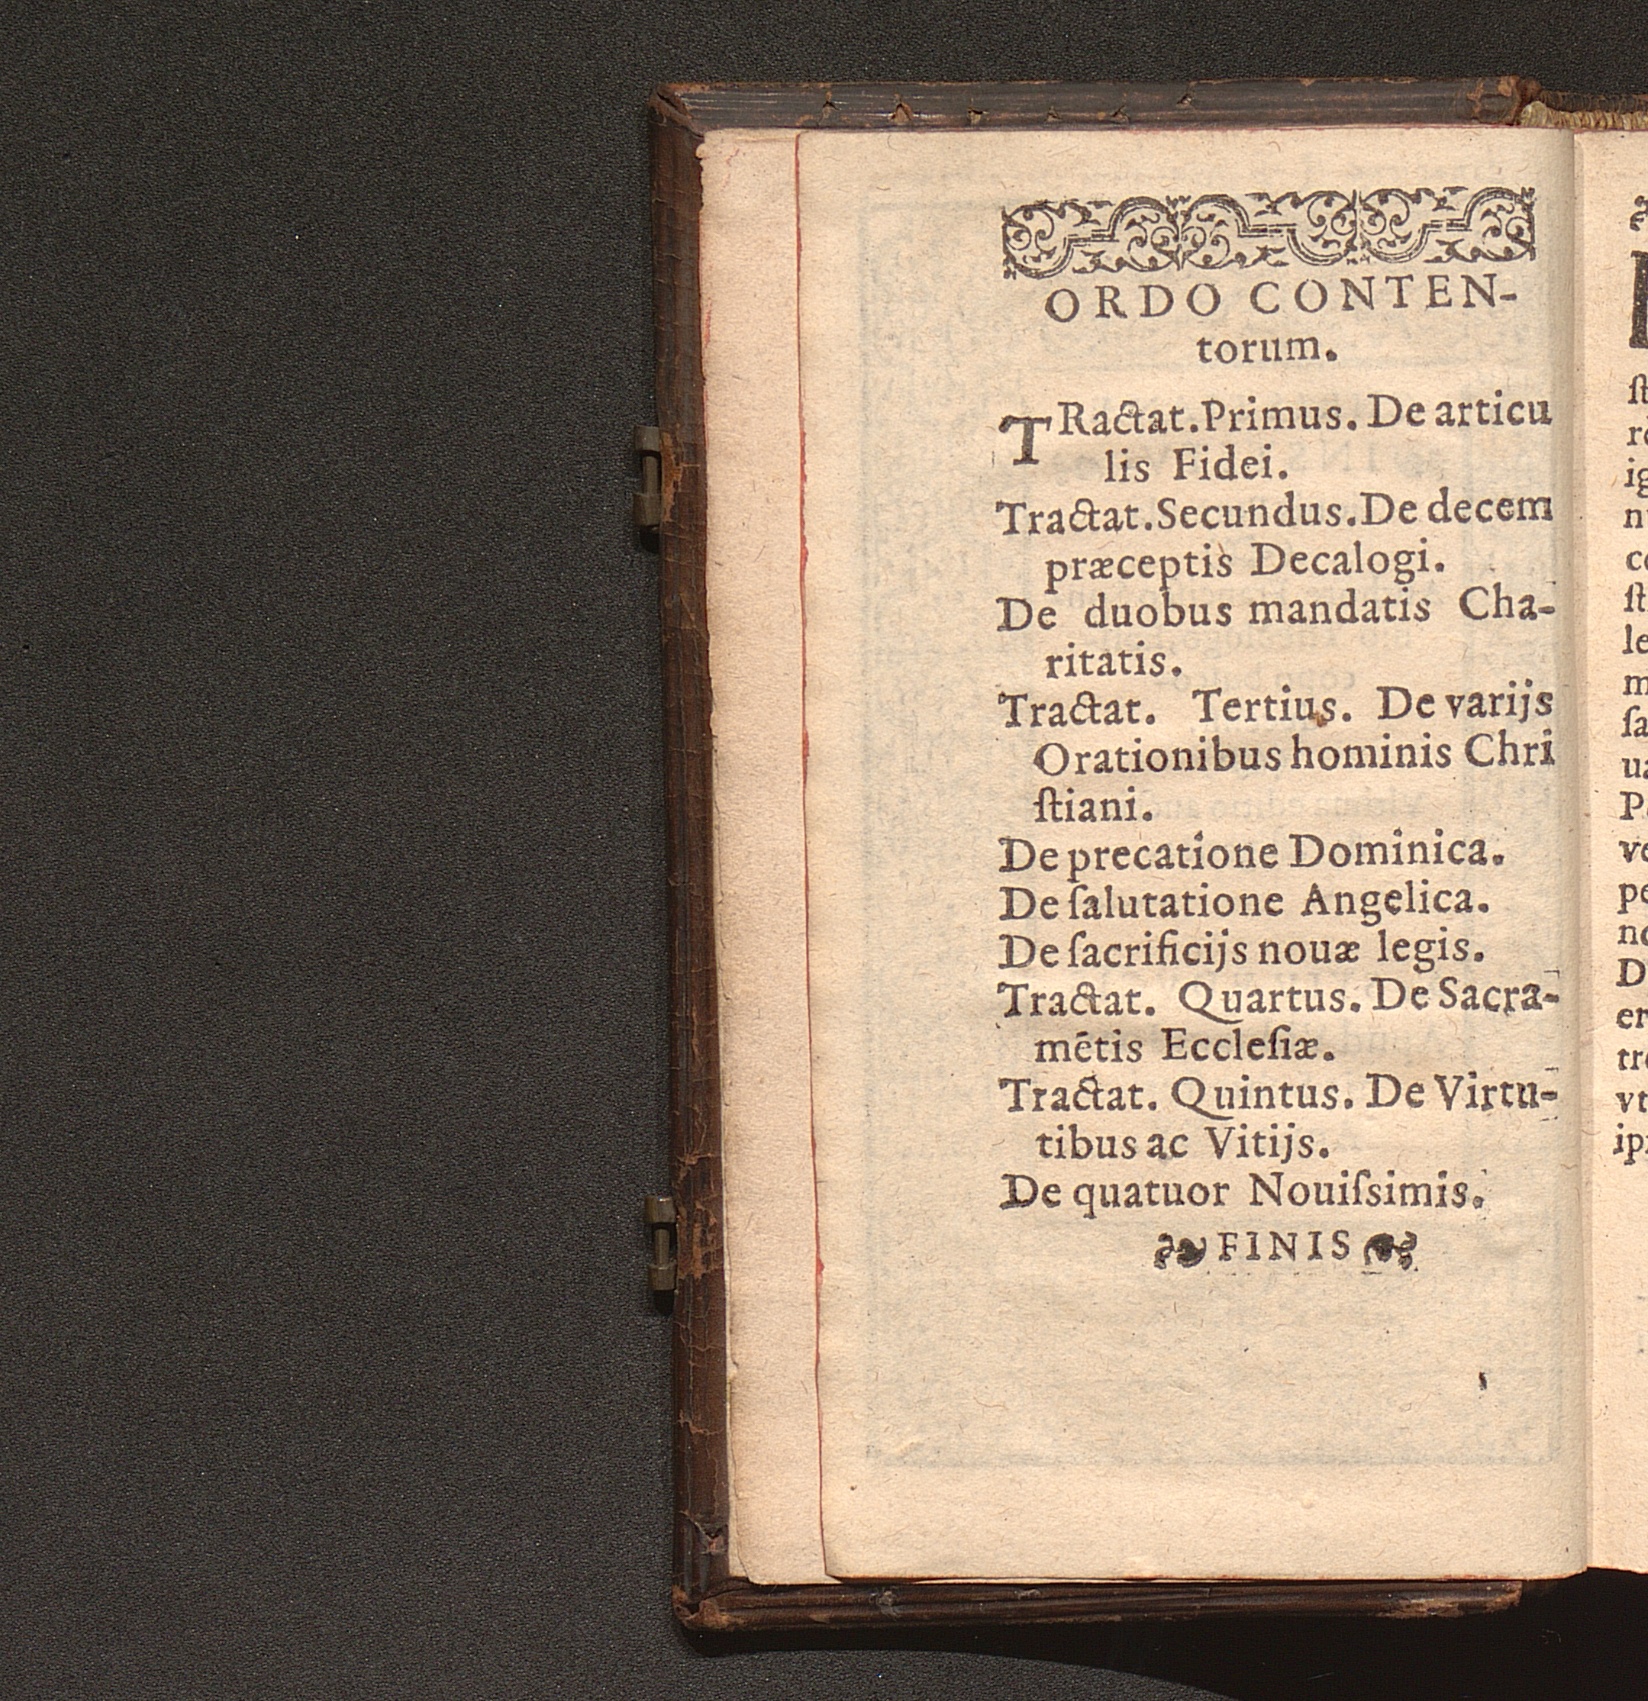 ORDO CONTEN-
torum.
TRactat. Primus. De articu
lis Fidei.
Tractat. Secundus. De decem
præceptis Decalogi.
De duobus mandatis Cha-
ritatis.
Tractat. Tertius. De varijs
Orationibus hominis Chri
ſtiani.
De precatione Dominica.
De ſalutatione Angelica.
De ſacrificijs nouæ legis.
Tractat. Quartus. De Sacra-
mētis Eccleſiæ.
Tractat. Quintus. De Virtu-
tibus ac Vitijs.
De quatuor Nouiſsimis.
❧ FINIS ☙